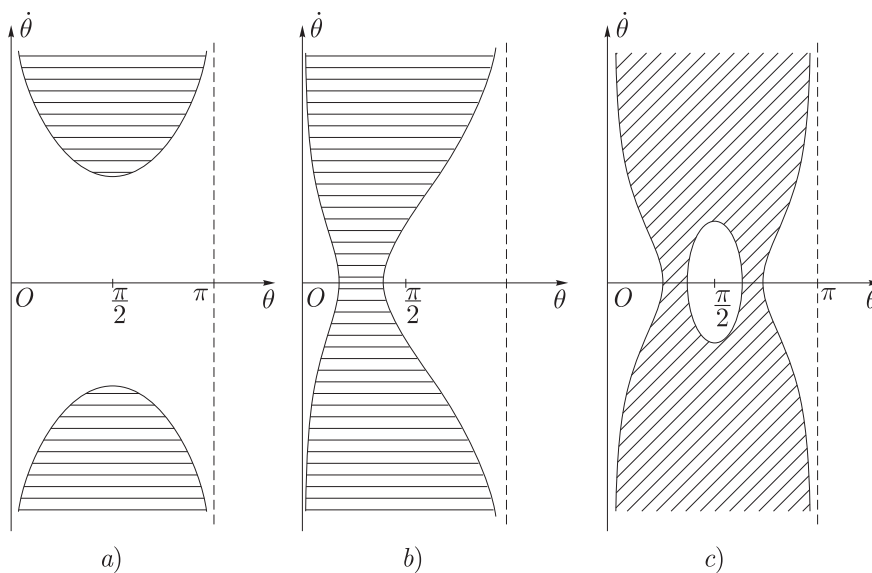 θ̇ θ̇ θ̇
O π/2 π θ O π/2 θ O π/2 π θ
a) b) c)